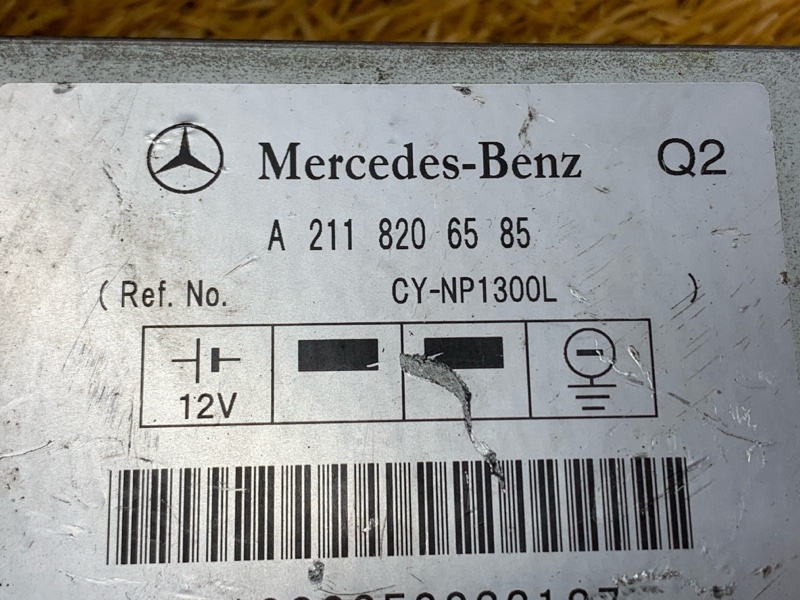 Mercedes-Benz Q2
A 211 820 65 85
( Ref. No. CY-NP1300L )
12V